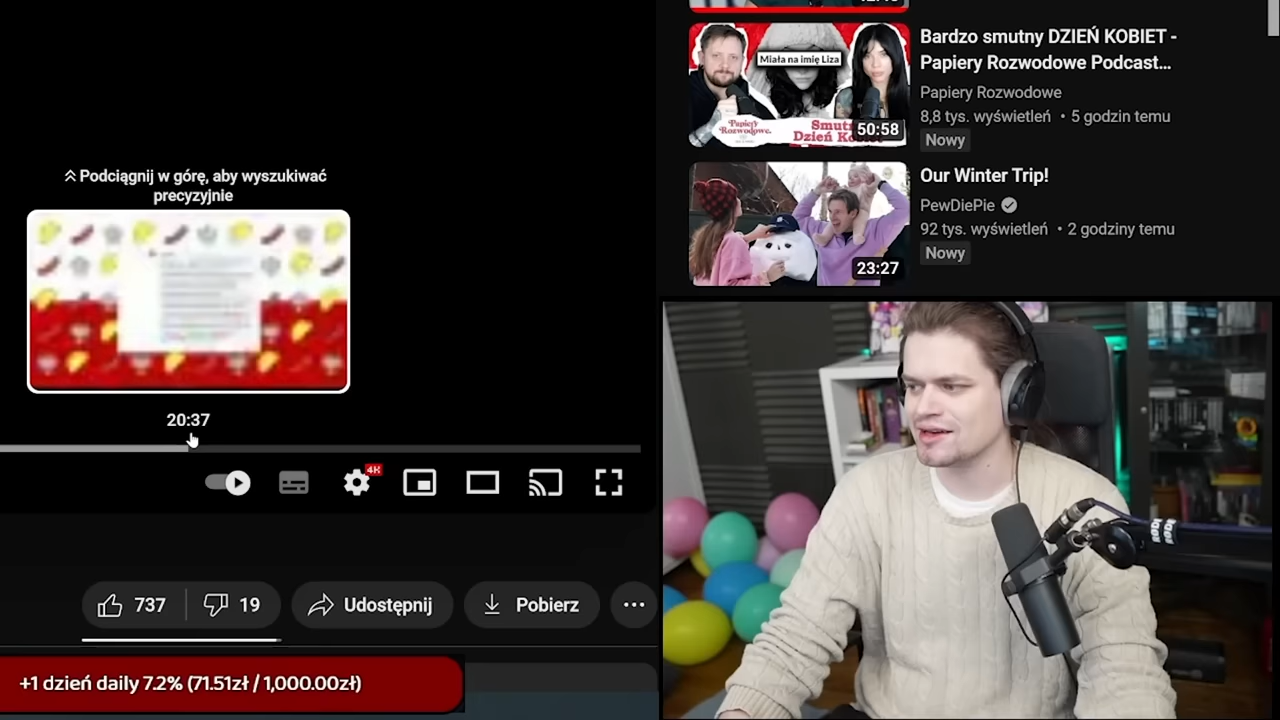 Bardzo smutny DZIEŃ KOBIET -
Papiery Rozwodowe Podcast…
Papiery Rozwodowe
8,8 tys. wyświetleń • 5 godzin temu
Nowy
Miała na imię Liza
Papiery
Rozwodowe.
50:58
Our Winter Trip!
PewDiePie
92 tys. wyświetleń • 2 godziny temu
Nowy
23:27
Podciągnij w górę, aby wyszukiwać
precyzyjnie
20:37
4K
737
19
Udostępnij
Pobierz
+1 dzień daily 7.2% (71.51zł / 1,000.00zł)